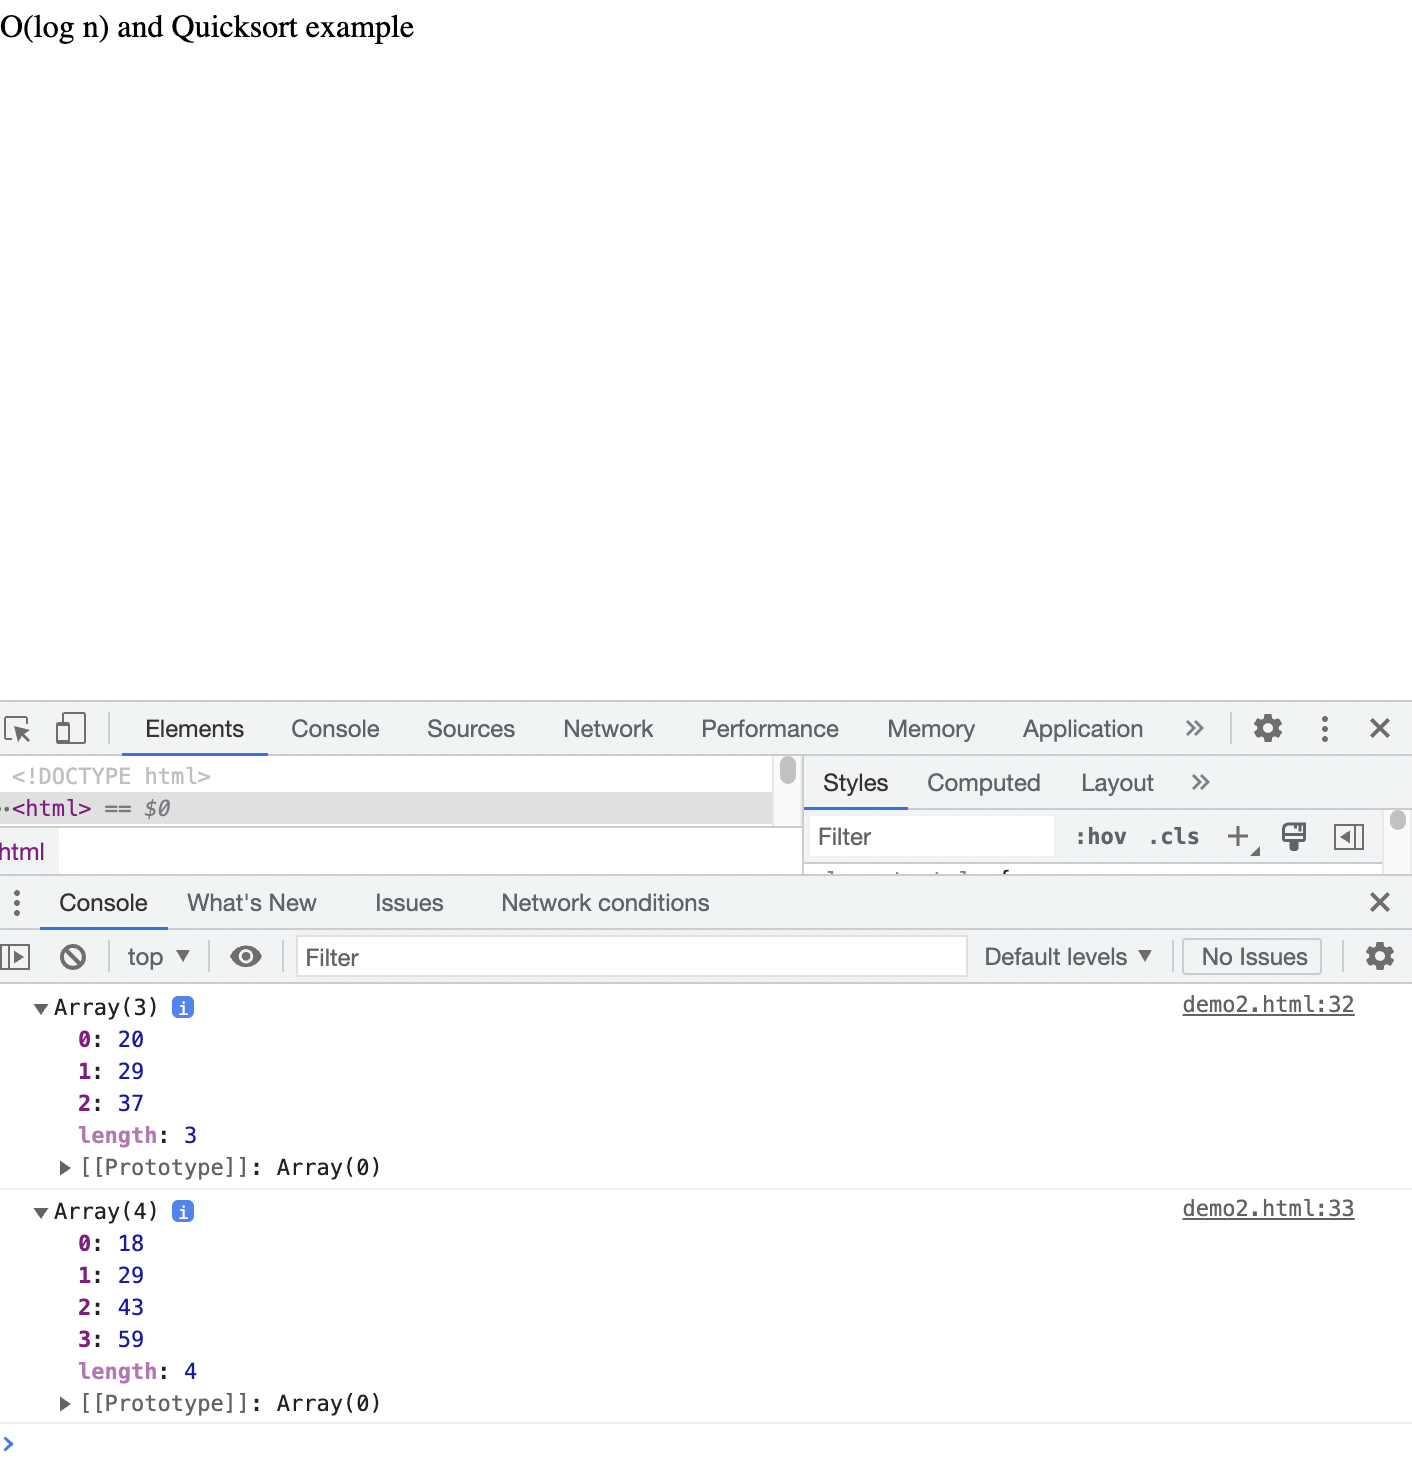 O(log n) and Quicksort example
Elements Console Sources Network Performance Memory Application
<!DOCTYPE html>
··<html> == $0
html
Styles Computed Layout
Filter :hov .cls
Console What's New Issues Network conditions
top Filter Default levels No Issues
Array(3) i demo2.html:32
0: 20
1: 29
2: 37
length: 3
[[Prototype]]: Array(0)
Array(4) i demo2.html:33
0: 18
1: 29
2: 43
3: 59
length: 4
[[Prototype]]: Array(0)